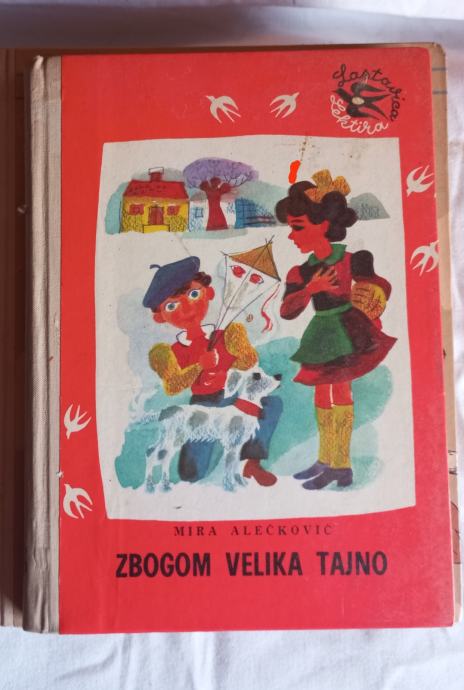 Lastavica
Lektira
MIRA ALEČKOVIĆ
ZBOGOM VELIKA TAJNO